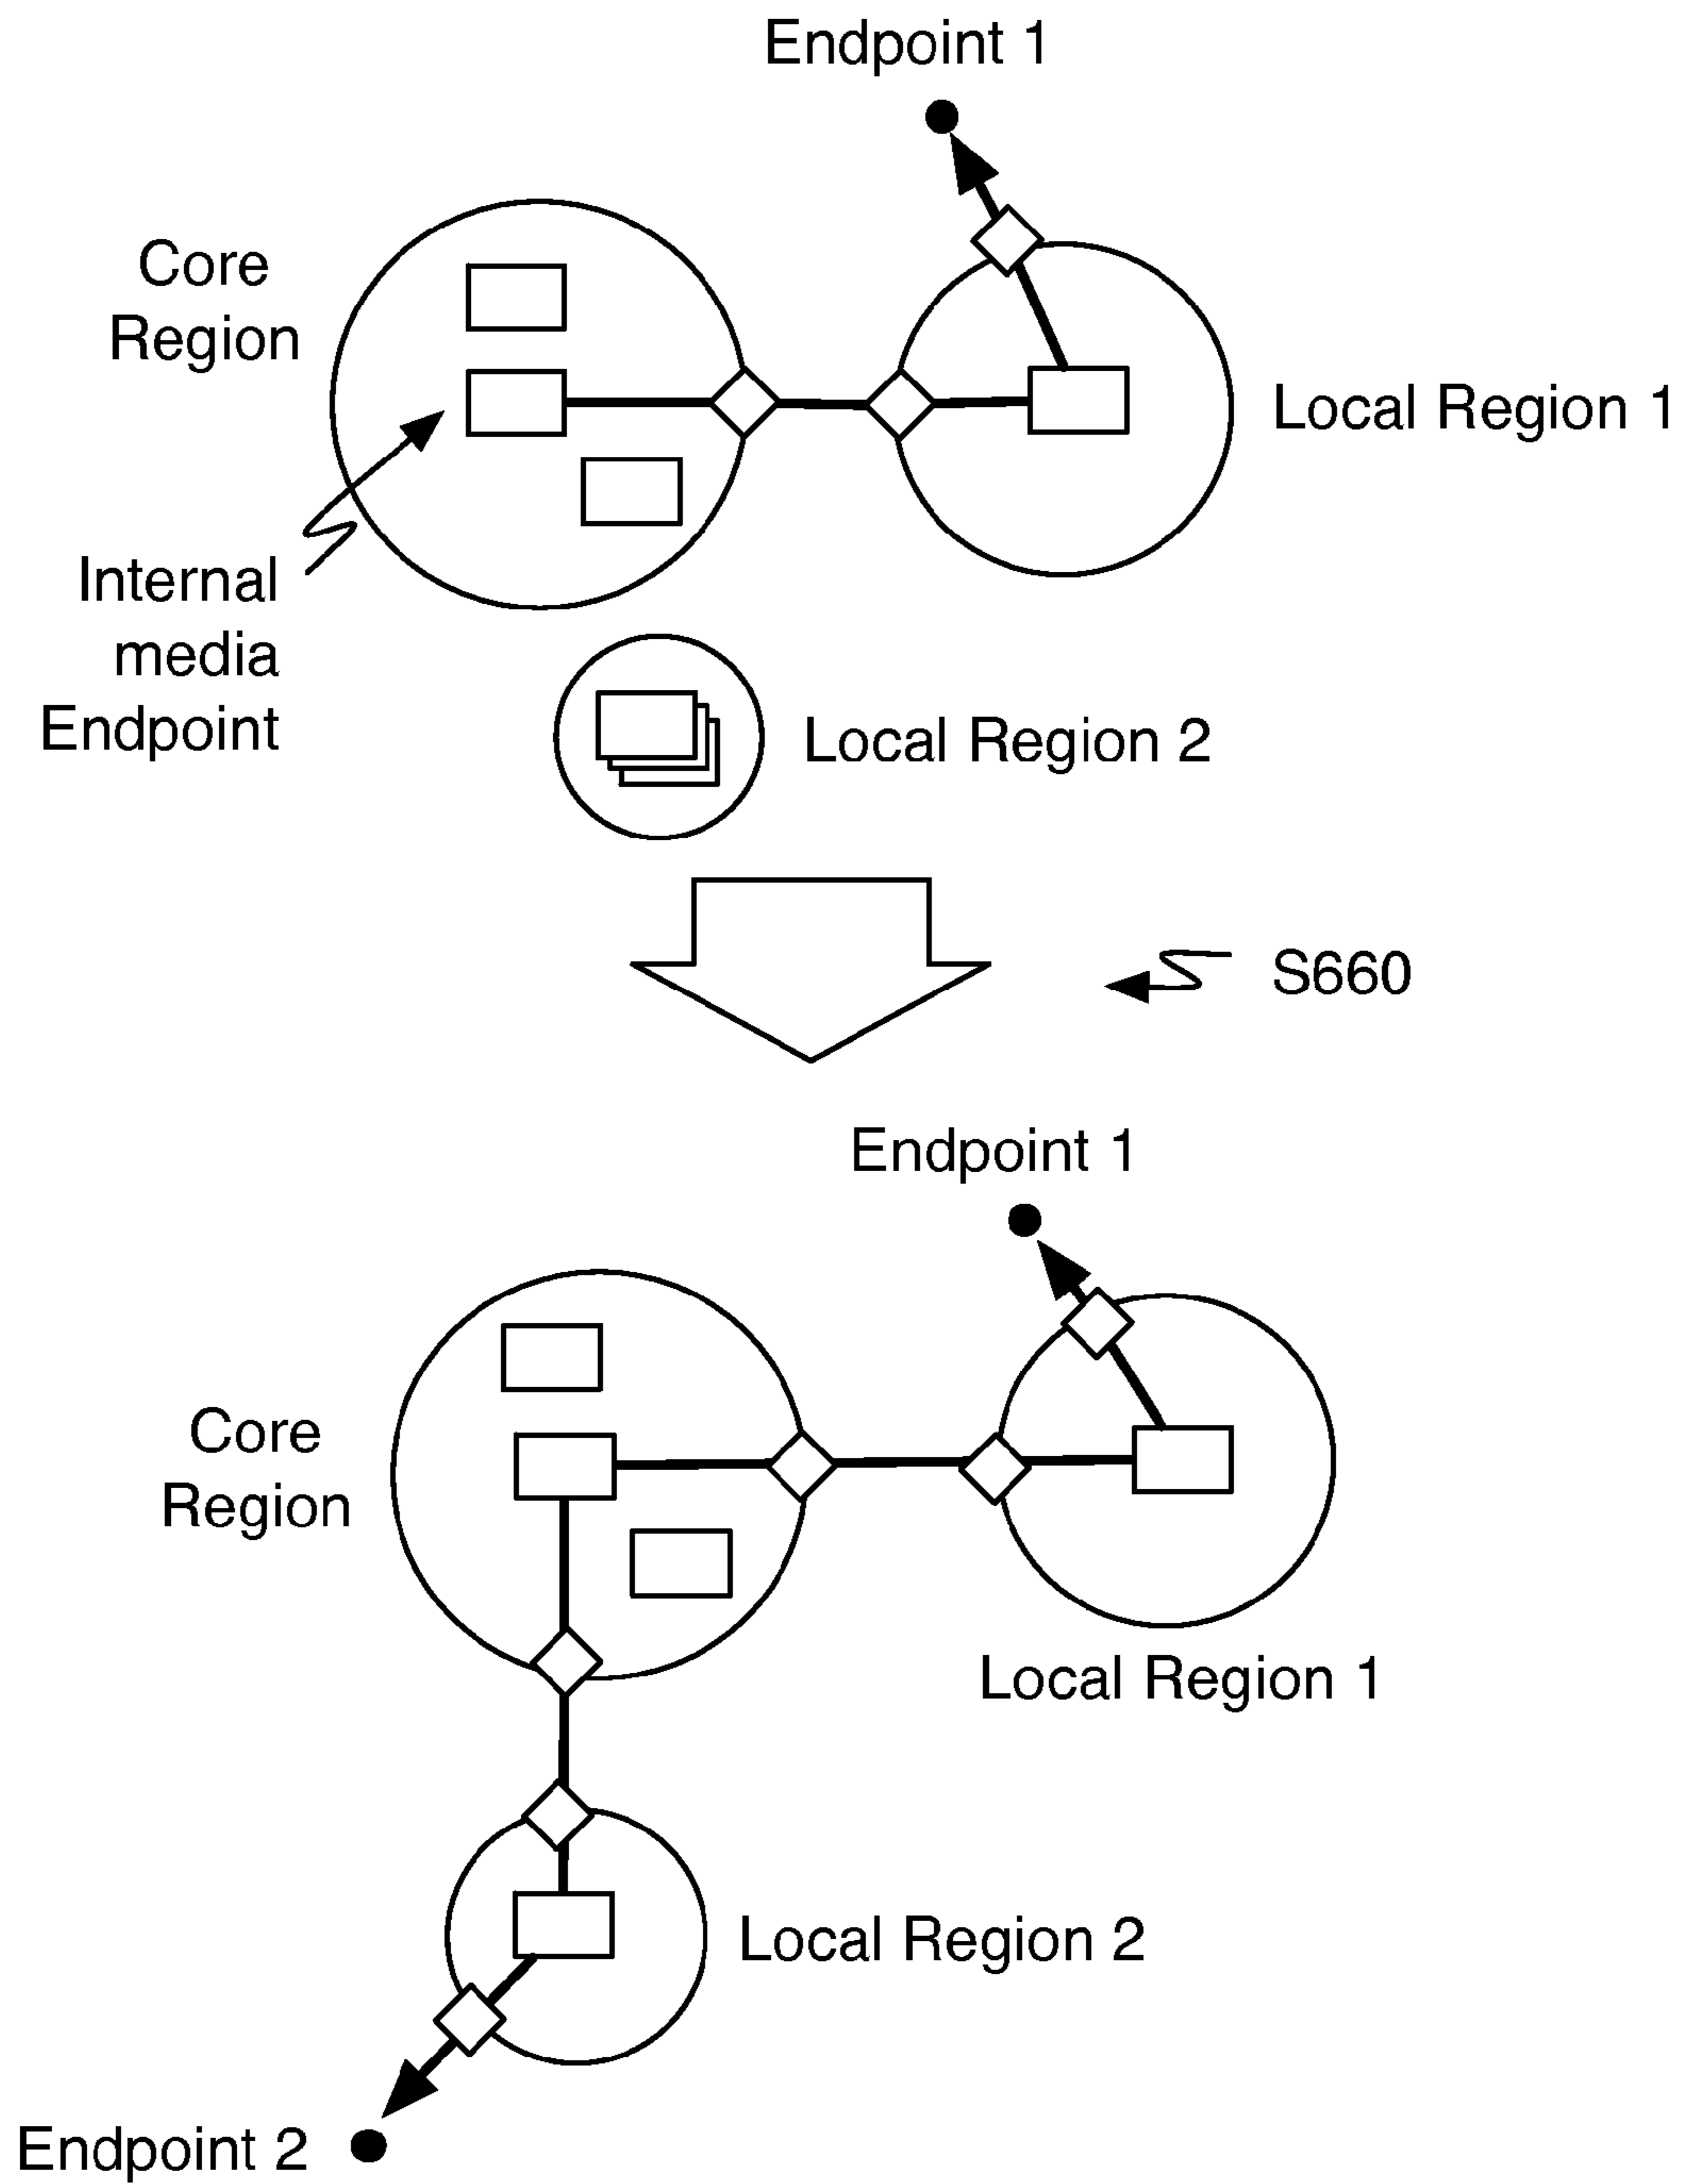 Endpoint 1
Core
Region
Local Region 1
Internal
media
Endpoint
Local Region 2
S660
Endpoint 1
Core
Region
Local Region 1
Local Region 2
Endpoint 2